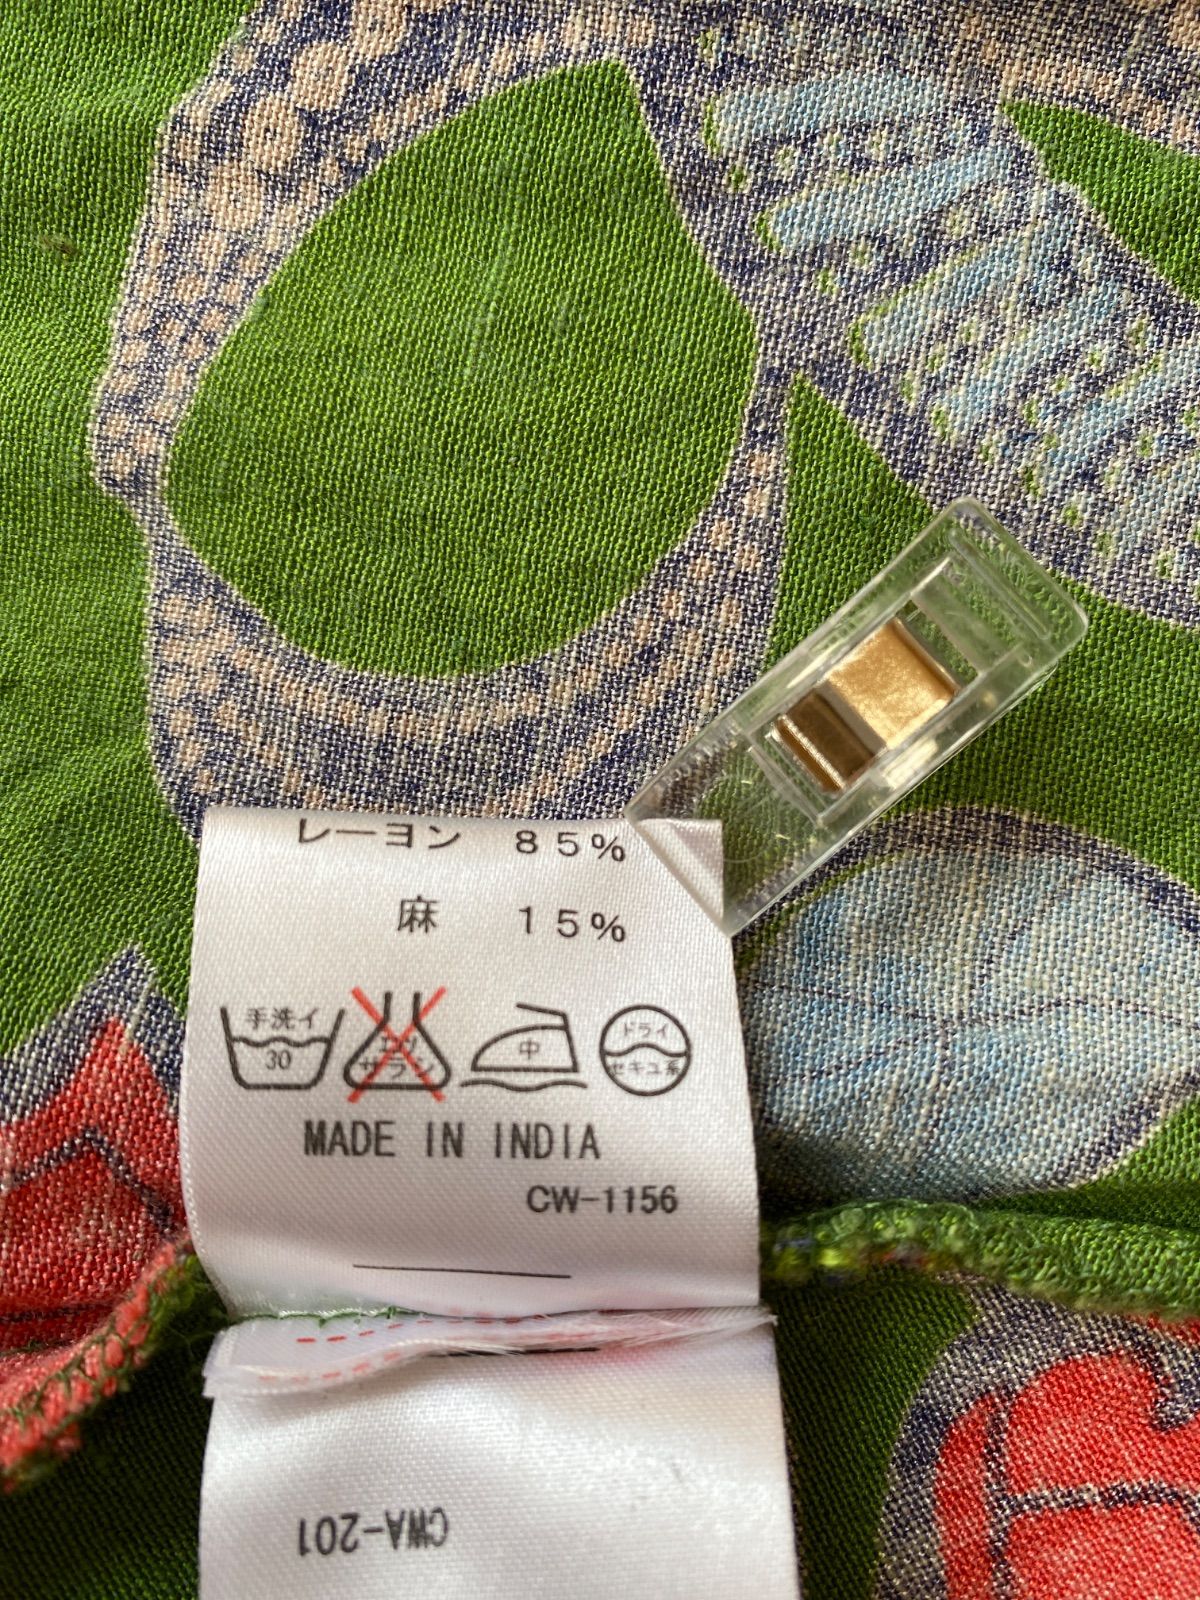 レーヨン 85%
麻 15%
手洗イ 30
エンソ サラシ
中
ドライ セキユ系
MADE IN INDIA
CW-1156
CWA-201